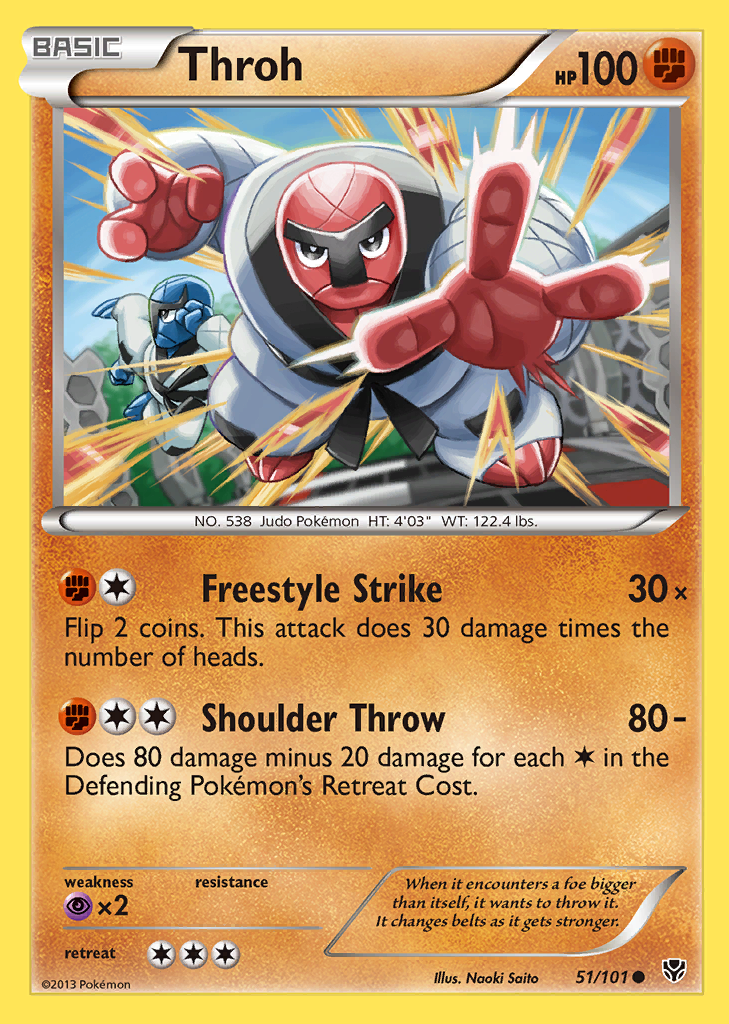 BASIC
Throh
HP100
NO. 538 Judo Pokémon HT: 4'03" WT: 122.4 lbs.
Freestyle Strike 30×
Flip 2 coins. This attack does 30 damage times the
number of heads.
Shoulder Throw 80-
Does 80 damage minus 20 damage for each in the
Defending Pokémon's Retreat Cost.
weakness resistance
×2
When it encounters a foe bigger
than itself, it wants to throw it.
It changes belts as it gets stronger.
retreat
©2013 Pokémon
Illus. Naoki Saito 51/101